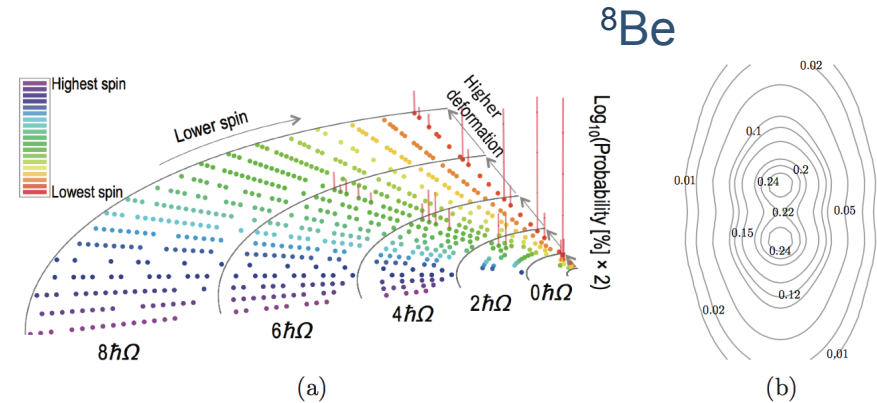 ⁸Be
Highest spin
Lowest spin
Lower spin
Higher
deformation
Log₁₀(Probability [%] × 2)
8ħΩ
6ħΩ
4ħΩ
2ħΩ
0ħΩ
(a)
0.02
0.1
0.01
0.2
0.24
0.22
0.05
0.15
0.24
0.12
0.02
0.01
(b)